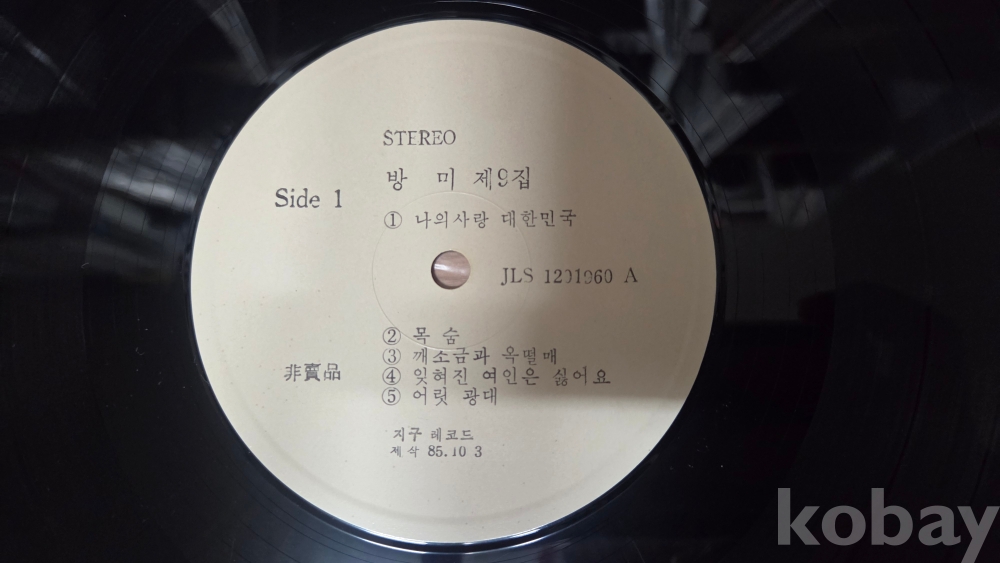 STEREO
방 미 제9집
Side 1
① 나의사랑 대한민국
JLS 1201960 A
② 목 숨
③ 깨소금과 옥떨매
④ 잊혀진 여인은 싫어요
非賣品
⑤ 어릿 광대
지구 레코드
제작 85.10 3
kobay